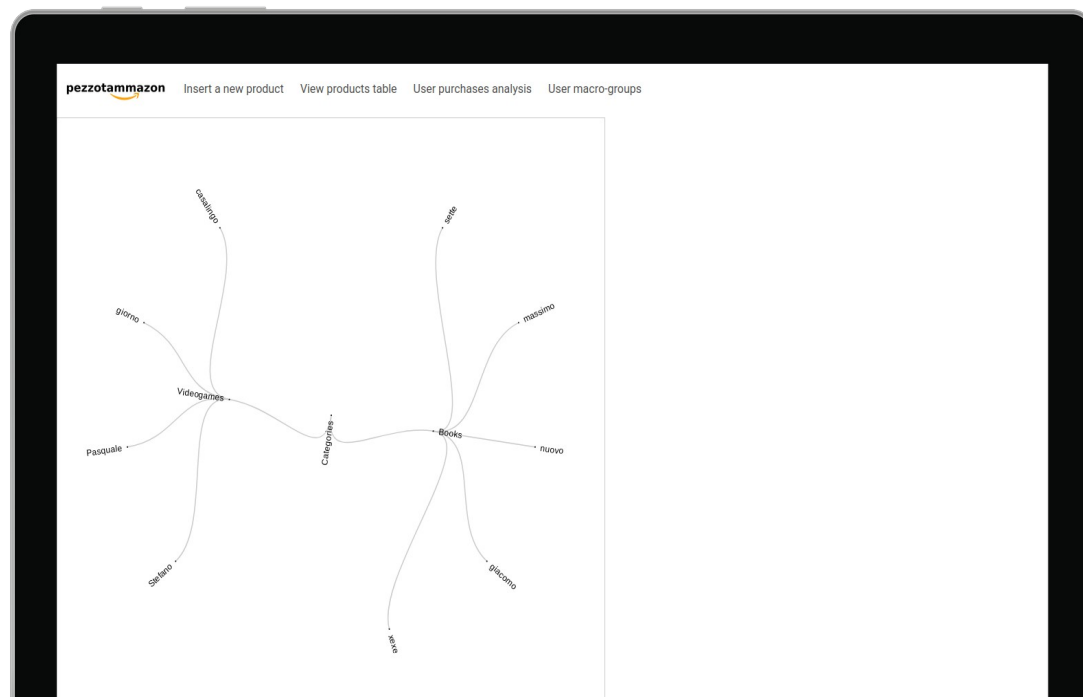 pezzotammazon Insert a new product View products table User purchases analysis User macro-groups
casalingo
sette
giorno
massimo
Videogames
Categories
Books
Pasquale
nuovo
Stefano
giacomo
xexe